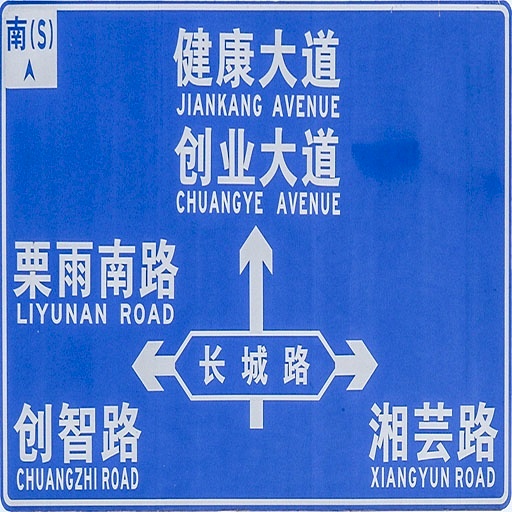 南(S)
健康大道
JIANKANG AVENUE
创业大道
CHUANGYE AVENUE
栗雨南路
LIYUNAN ROAD
长城路
创智路
CHUANGZHI ROAD
湘芸路
XIANGYUN ROAD